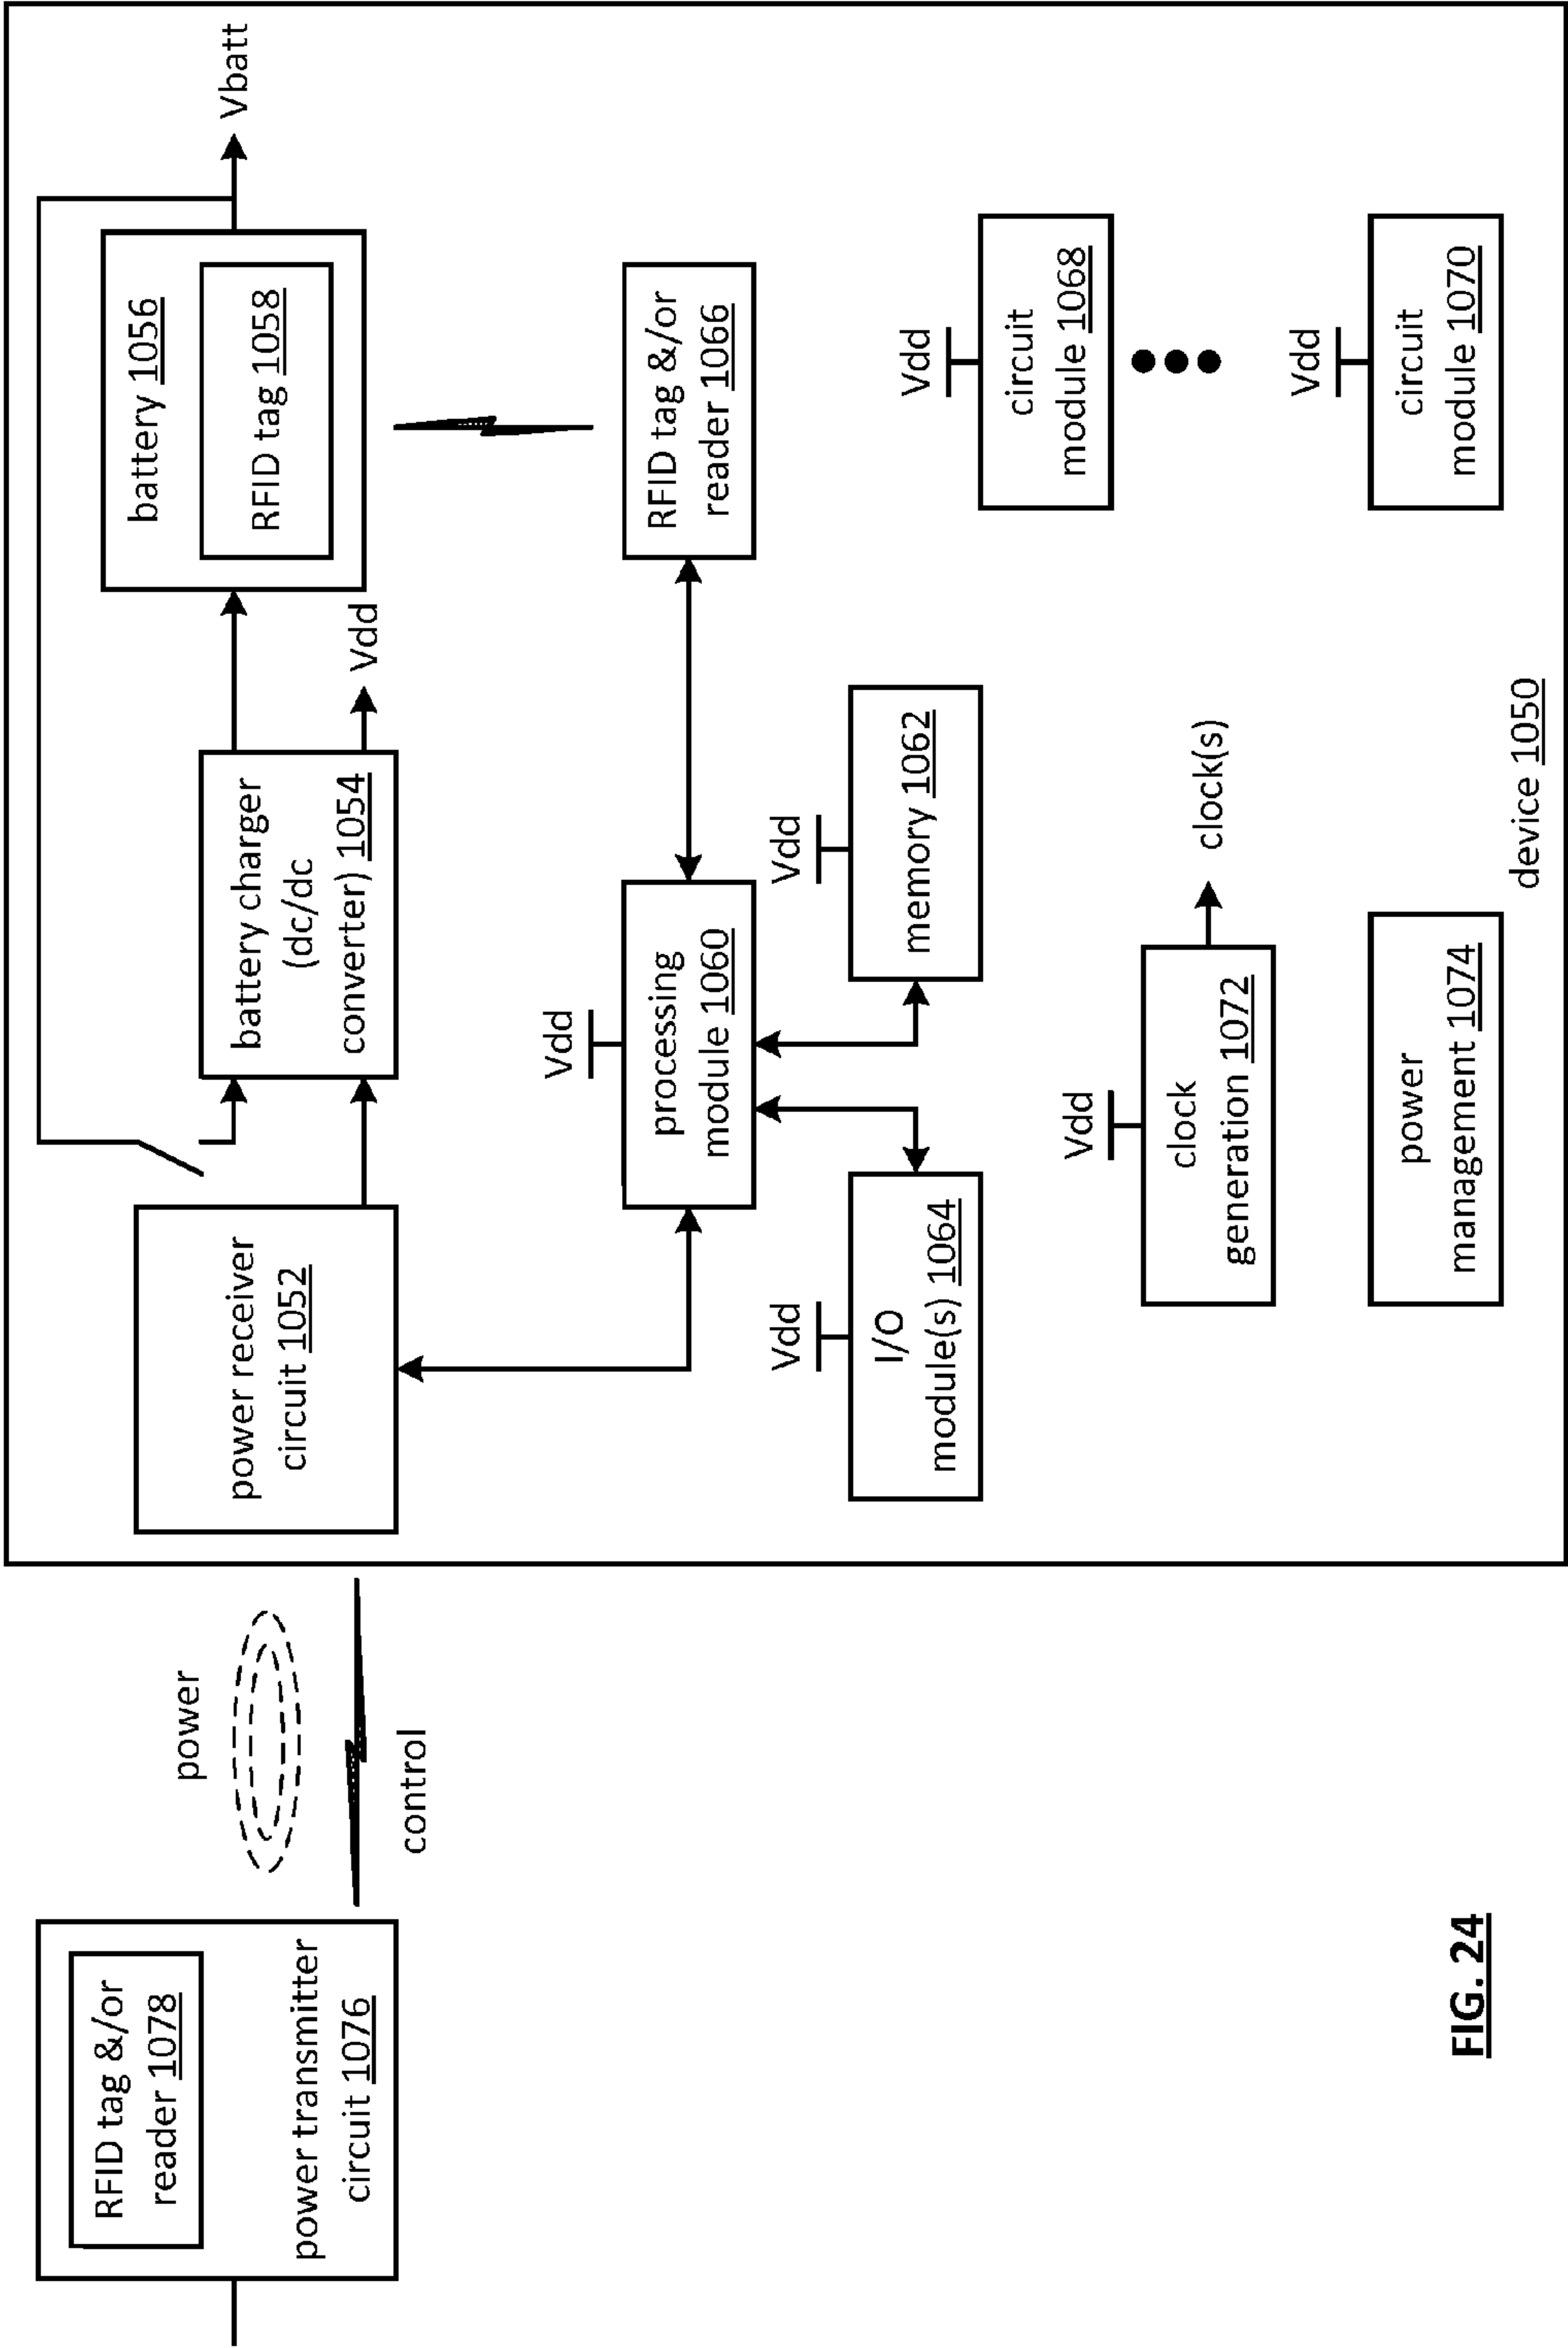 RFID tag &/or
reader 1078
power transmitter
circuit 1076
power
control
power receiver
circuit 1052
battery charger
(dc/dc
converter) 1054
Vdd
battery 1056
RFID tag 1058
Vbatt
Vdd
processing
module 1060
RFID tag &/or
reader 1066
Vdd
I/O
module(s) 1064
Vdd
memory 1062
Vdd
circuit
module 1068
Vdd
clock
generation 1072
clock(s)
Vdd
circuit
module 1070
power
management 1074
device 1050
FIG. 24